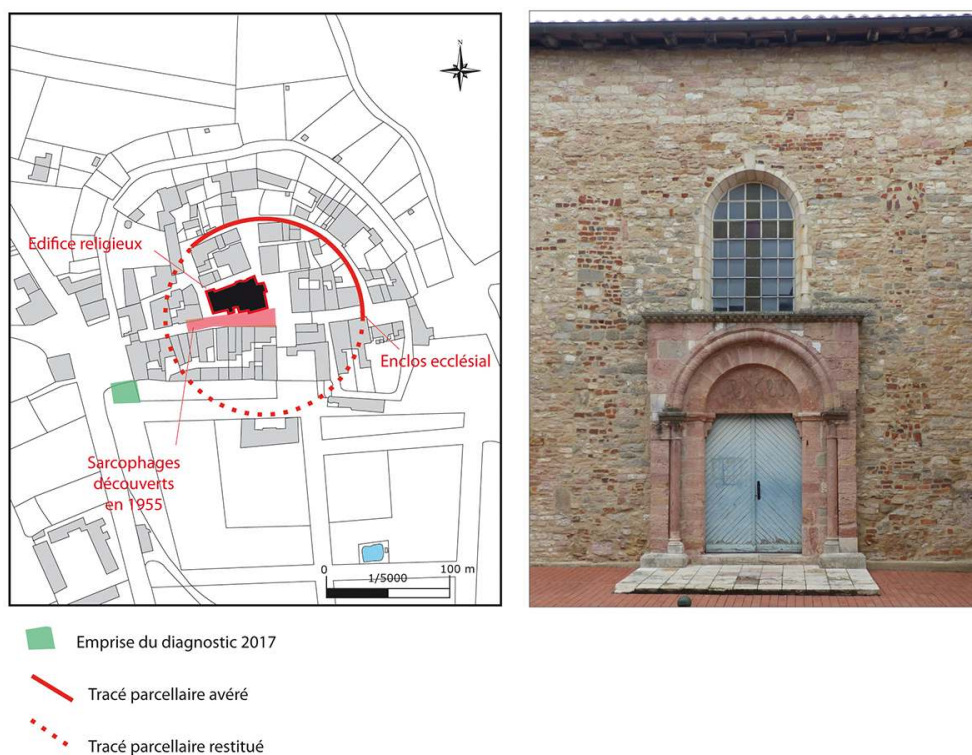 N
Edifice religieux
Enclos ecclésial
Sarcophages
découverts
en 1955
0
1/5000
100 m
Emprise du diagnostic 2017
Tracé parcellaire avéré
Tracé parcellaire restitué